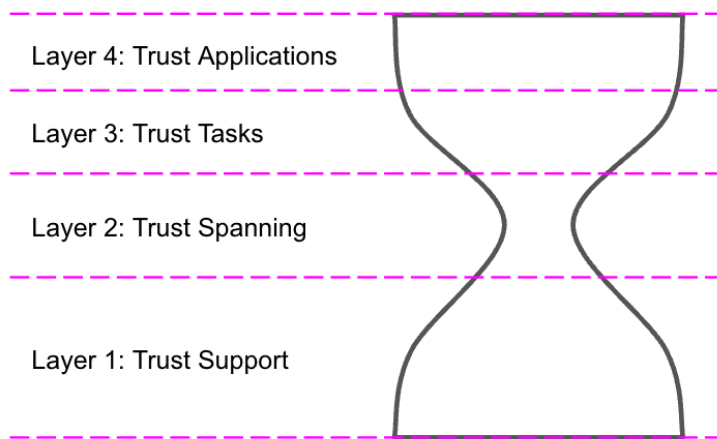 Layer 4: Trust Applications
Layer 3: Trust Tasks
Layer 2: Trust Spanning
Layer 1: Trust Support